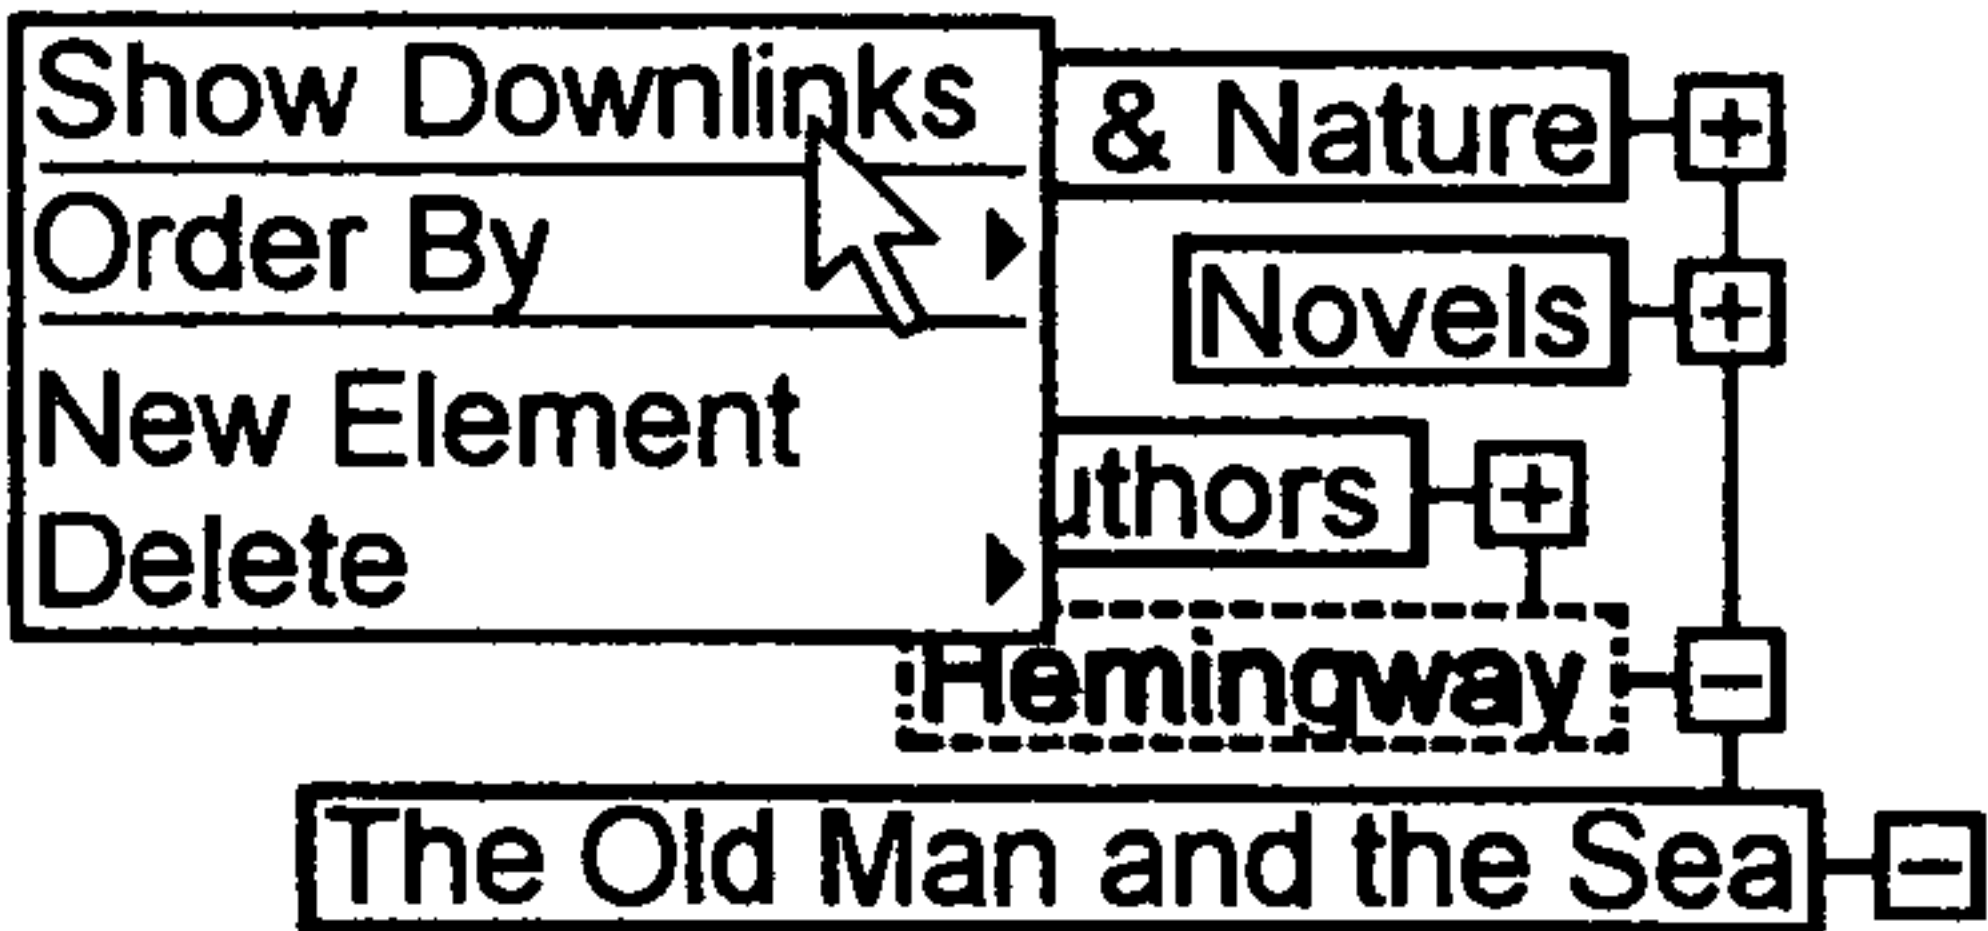 Show Downlinks
& Nature
Order By
Novels
New Element
uthors
Delete
Hemingway
The Old Man and the Sea